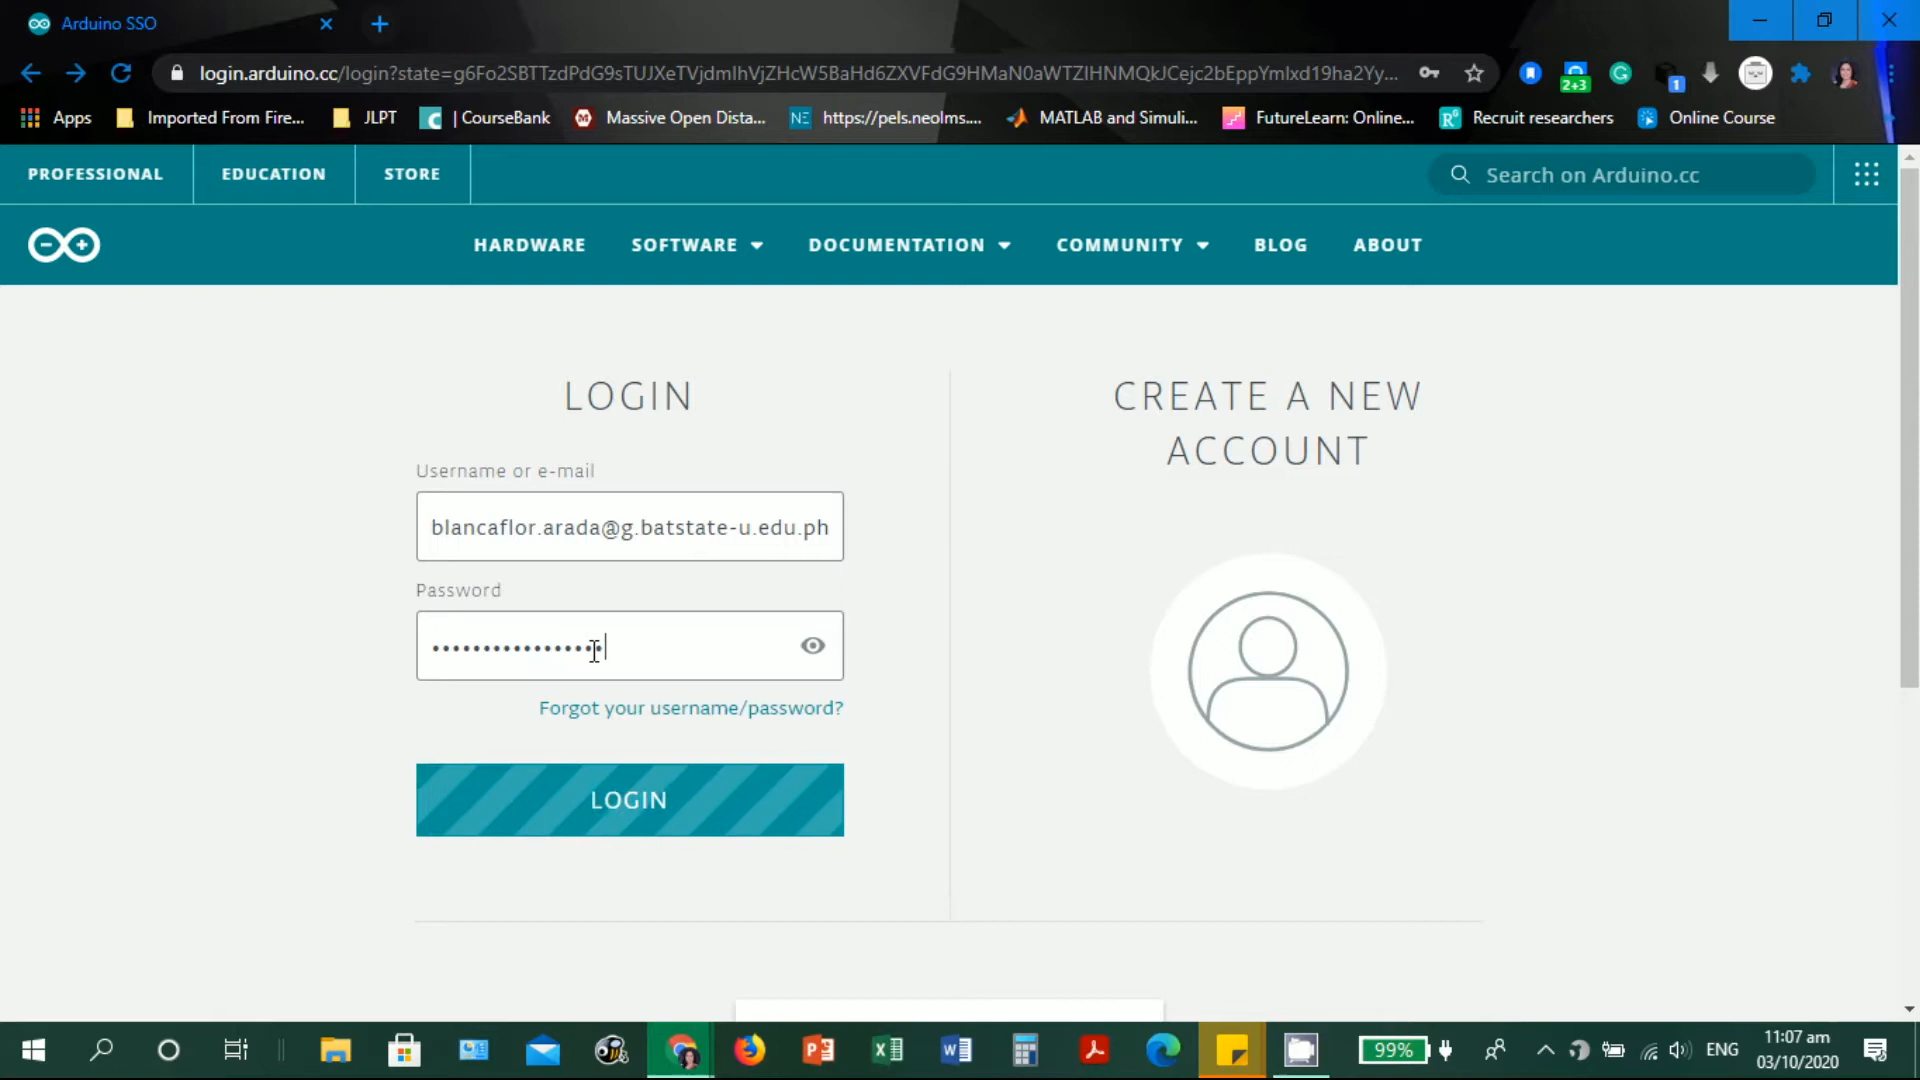 Arduino SSO
login.arduino.cc/login?state=g6Fo2SBTTzdPdG9sTUJXeTVjdmlhVjZHcW5BaHd6ZXVFdG9HMaN0aWTZIHNMQkJCejc2bEppYmlxd19ha2Yy...
2+3
1
Apps
Imported From Fire...
JLPT
| CourseBank
Massive Open Dista...
https://pels.neolms....
MATLAB and Simuli...
FutureLearn: Online...
Recruit researchers
Online Course
PROFESSIONAL
EDUCATION
STORE
Search on Arduino.cc
HARDWARE
SOFTWARE
DOCUMENTATION
COMMUNITY
BLOG
ABOUT
LOGIN
Username or e-mail
blancaflor.arada@g.batstate-u.edu.ph
Password
Forgot your username/password?
LOGIN
CREATE A NEW
ACCOUNT
99%
ENG
11:07 am
03/10/2020